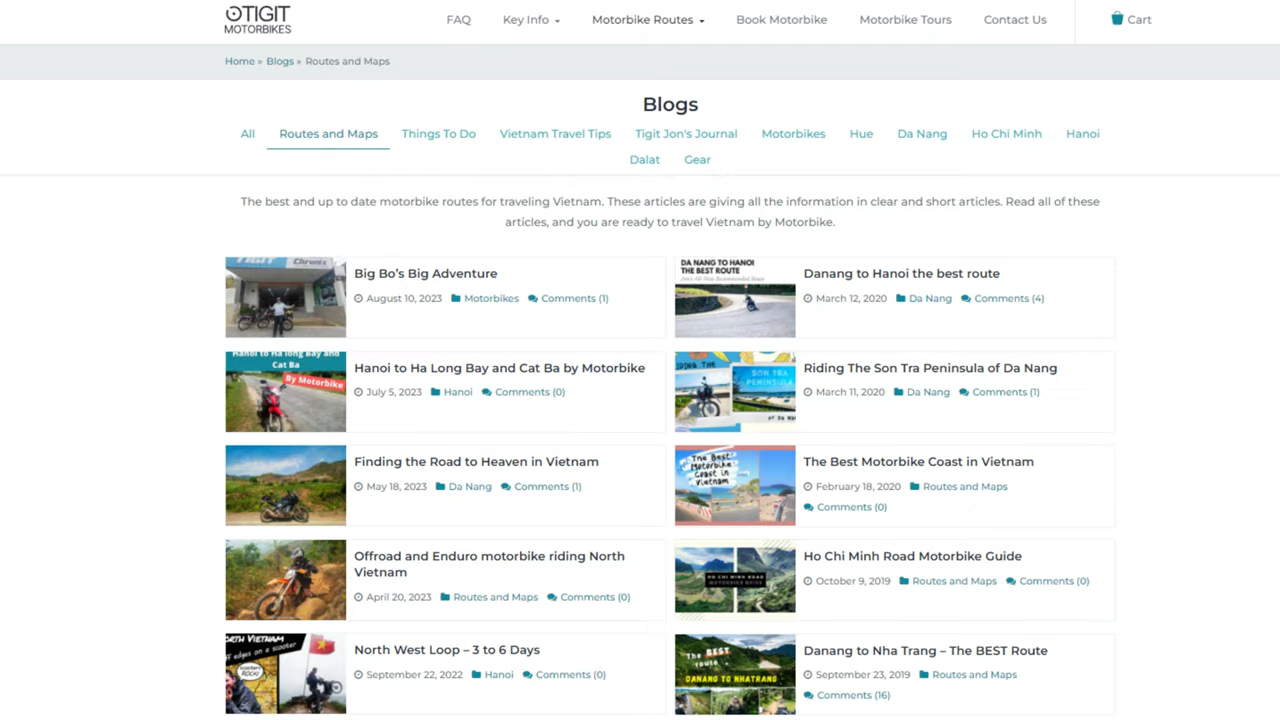 TIGIT
MOTORBIKES
FAQ
Key Info
Motorbike Routes
Book Motorbike
Motorbike Tours
Contact Us
Cart
Home » Blogs » Routes and Maps
Blogs
All
Routes and Maps
Things To Do
Vietnam Travel Tips
Tigit Jon's Journal
Motorbikes
Hue
Da Nang
Ho Chi Minh
Hanoi
Dalat
Gear
The best and up to date motorbike routes for traveling Vietnam. These articles are giving all the information in clear and short articles. Read all of these
articles, and you are ready to travel Vietnam by Motorbike.
Big Bo's Big Adventure
August 10, 2023 Motorbikes Comments (1)
DA NANG TO HANOI
THE BEST ROUTE
Danang to Hanoi the best route
March 12, 2020 Da Nang Comments (4)
Hanoi to Ha long Bay and
Cat Ba
By Motorbike
Hanoi to Ha Long Bay and Cat Ba by Motorbike
July 5, 2023 Hanoi Comments (0)
RIDING THE
SON TRA
PENINSULA
Riding The Son Tra Peninsula of Da Nang
March 11, 2020 Da Nang Comments (1)
Finding the Road to Heaven in Vietnam
May 18, 2023 Da Nang Comments (1)
The Best
Motorbike
Coast in
Vietnam
The Best Motorbike Coast in Vietnam
February 18, 2020 Routes and Maps
Comments (0)
Offroad and Enduro motorbike riding North
Vietnam
April 20, 2023 Routes and Maps Comments (0)
HO CHI MINH ROAD
Ho Chi Minh Road Motorbike Guide
October 9, 2019 Routes and Maps Comments (0)
NORTH VIETNAM
edges on a scooter
ROCK!
North West Loop – 3 to 6 Days
September 22, 2022 Hanoi Comments (0)
The BEST
route
DANANG TO NHATRANG
Danang to Nha Trang – The BEST Route
September 23, 2019 Routes and Maps
Comments (16)